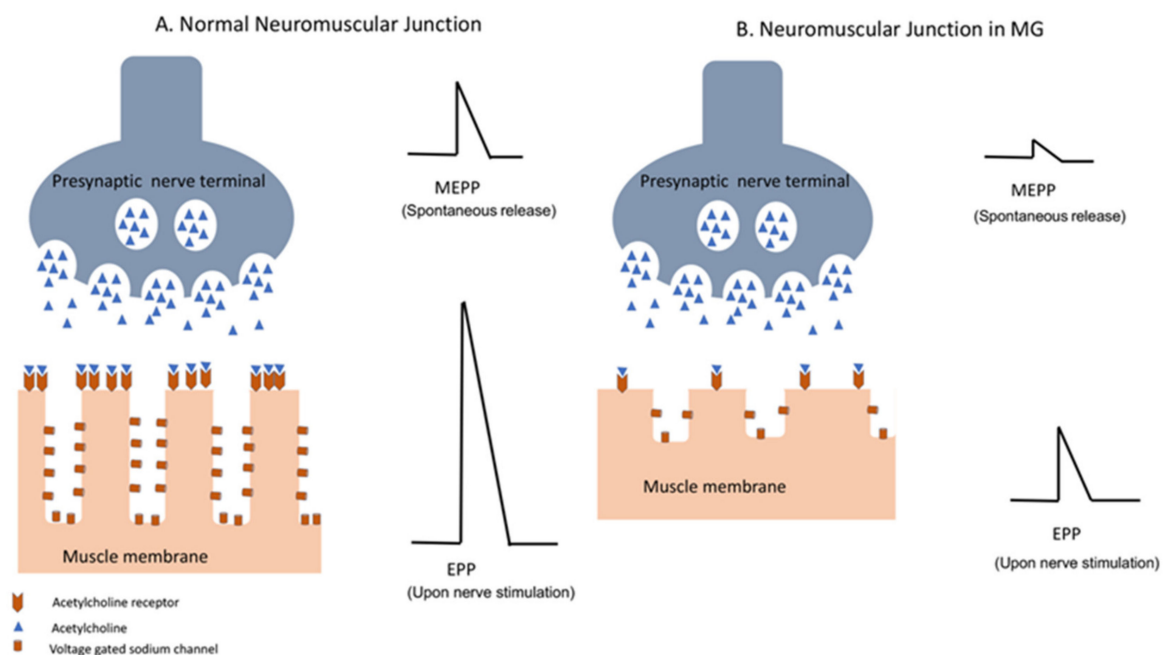 A. Normal Neuromuscular Junction
Presynaptic nerve terminal
MEPP
(Spontaneous release)
Muscle membrane
EPP
(Upon nerve stimulation)
Acetylcholine receptor
Acetylcholine
Voltage gated sodium channel
B. Neuromuscular Junction in MG
Presynaptic nerve terminal
MEPP
(Spontaneous release)
Muscle membrane
EPP
(Upon nerve stimulation)